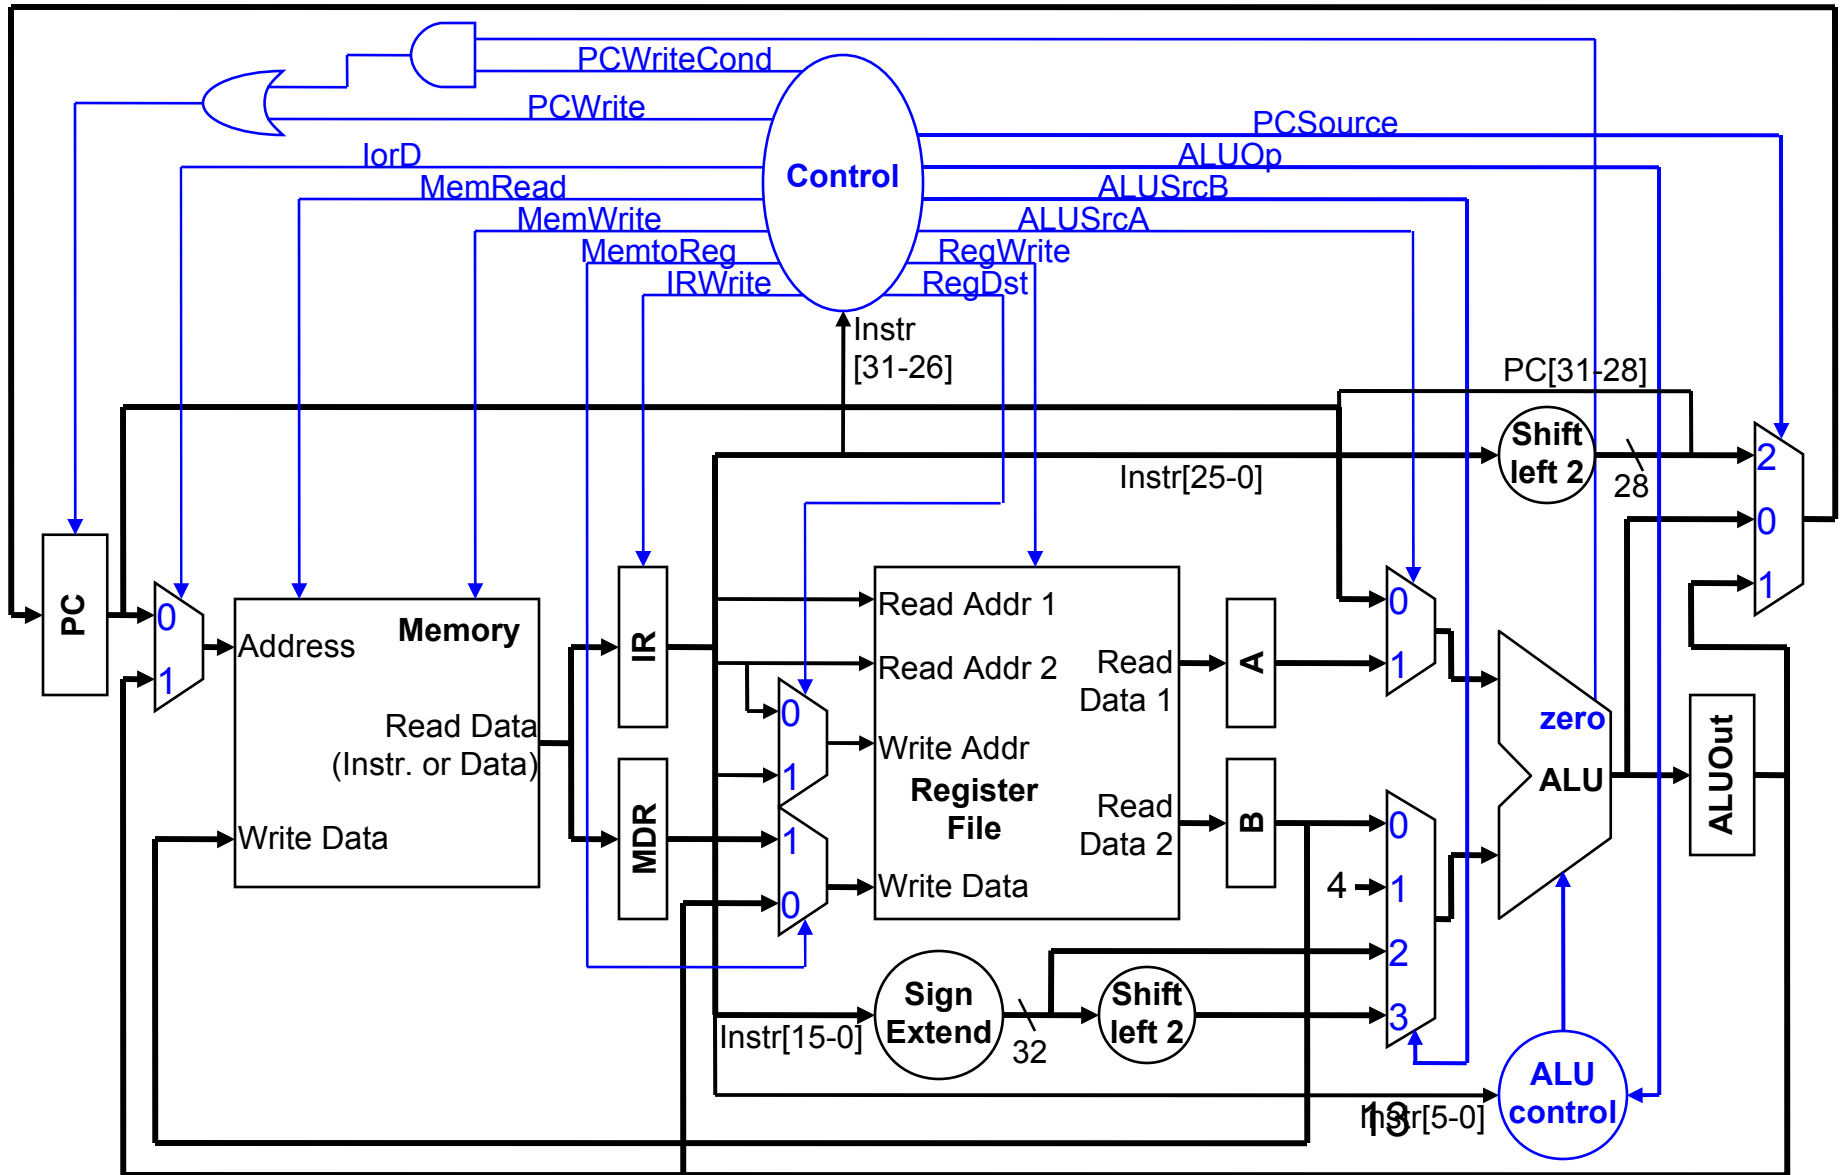 PCWriteCond
PCWrite
PCSource
IorD
ALUOp
Control
MemRead
ALUSrcB
MemWrite
ALUSrcA
MemtoReg
RegWrite
IRWrite
RegDst
Instr
[31-26]
PC[31-28]
Shift
left 2
2
Instr[25-0]
28
0
1
PC
0
1
Address
Memory
Read Data
(Instr. or Data)
Write Data
IR
MDR
Read Addr 1
Read Addr 2
Write Addr
Register
File
Write Data
Read
Data 1
Read
Data 2
0
1
1
0
A
B
0
1
0
4
1
2
3
zero
ALU
ALUOut
Sign
Extend
Instr[15-0]
32
Shift
left 2
ALU
control
Instr[5-0]
13